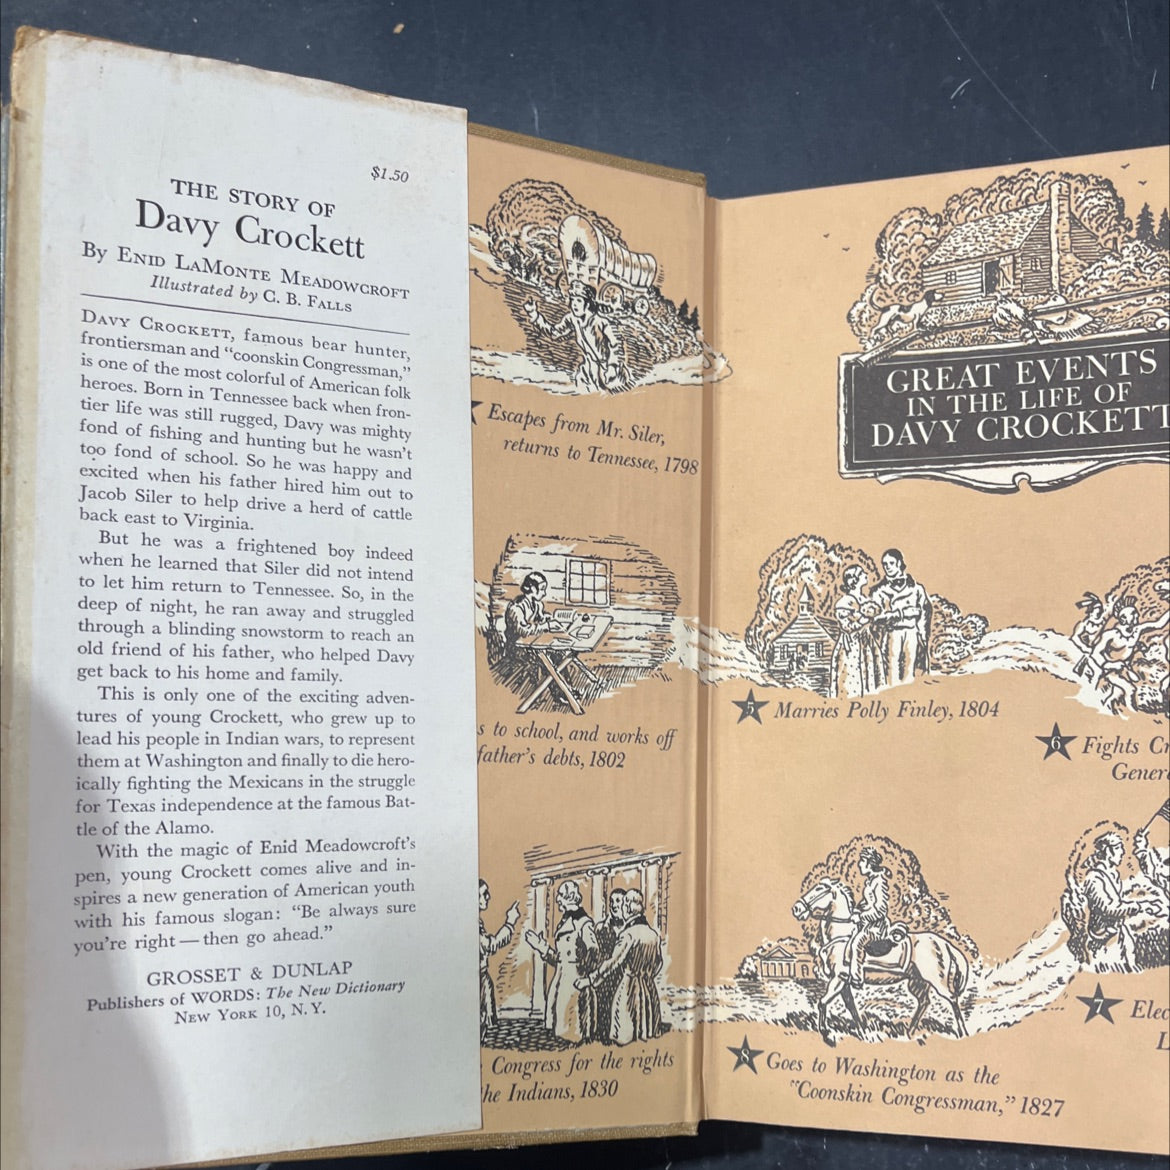 $1.50
THE STORY OF
Davy Crockett
By ENID LAMONTE MEADOWCROFT
Illustrated by C. B. FALLS
DAVY CROCKETT, famous bear hunter,
frontiersman and “coonskin Congressman,”
is one of the most colorful of American folk
heroes. Born in Tennessee back when fron-
tier life was still rugged, Davy was mighty
fond of fishing and hunting but he wasn't
too fond of school. So he was happy and
excited when his father hired him out to
Jacob Siler to help drive a herd of cattle
back east to Virginia.
But he was a frightened boy indeed
when he learned that Siler did not intend
to let him return to Tennessee. So, in the
deep of night, he ran away and struggled
through a blinding snowstorm to reach an
old friend of his father, who helped Davy
get back to his home and family.
This is only one of the exciting adven-
tures of young Crockett, who grew up to
lead his people in Indian wars, to represent
them at Washington and finally to die hero-
ically fighting the Mexicans in the struggle
for Texas independence at the famous Bat-
tle of the Alamo.
With the magic of Enid Meadowcroft's
pen, young Crockett comes alive and in-
spires a new generation of American youth
with his famous slogan: “Be always sure
you're right — then go ahead.”
GROSSET & DUNLAP
Publishers of WORDS: The New Dictionary
NEW YORK 10, N. Y.
Escapes from Mr. Siler,
returns to Tennessee, 1798
s to school, and works off
father's debts, 1802
Congress for the rights
the Indians, 1830
GREAT EVENTS
IN THE LIFE OF
DAVY CROCKETT
5 Marries Polly Finley, 1804
6 Fights Cr
Gener
7 Elec
L
8 Goes to Washington as the
“Coonskin Congressman,” 1827